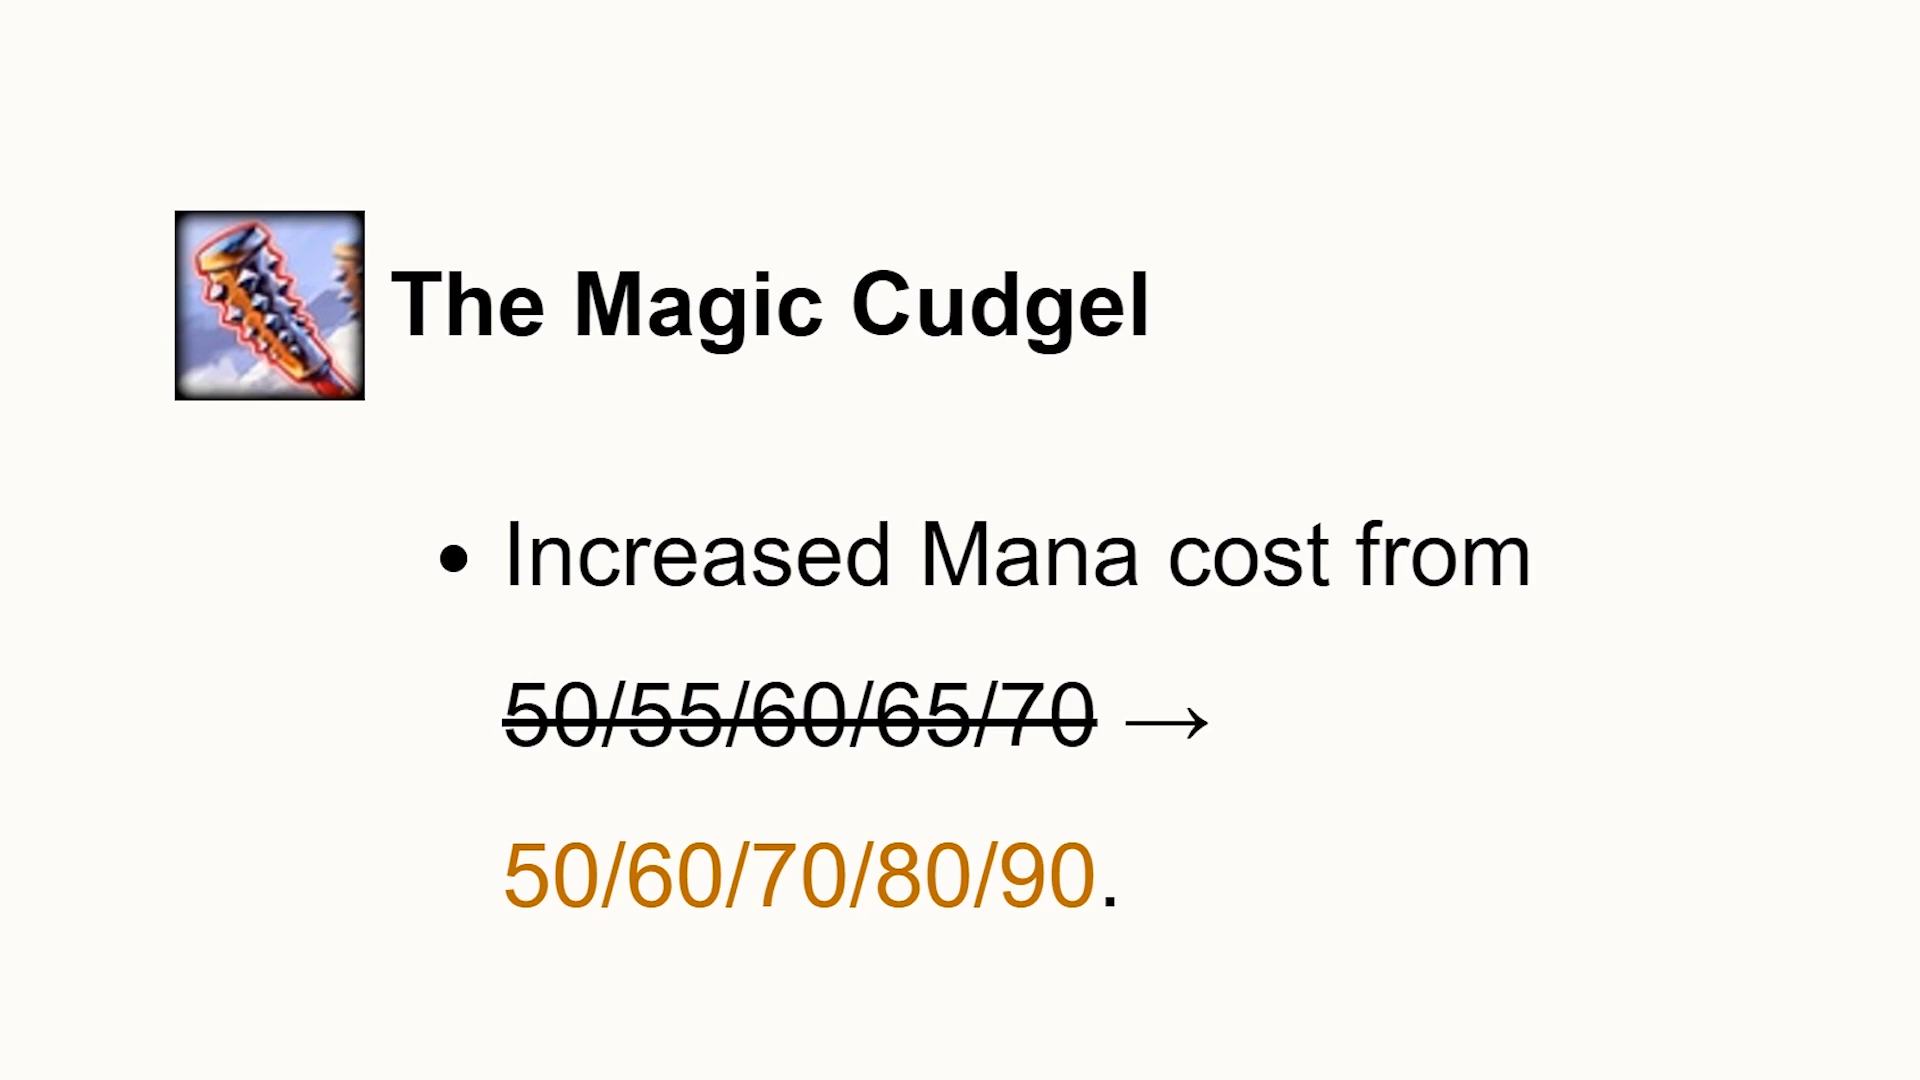 The Magic Cudgel
• Increased Mana cost from
50/55/60/65/70 →
50/60/70/80/90.